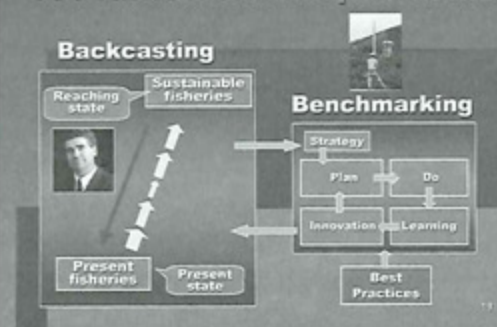 Backcasting
Reaching
state
Sustainable
fisheries
Present
fisheries
Present
state
Benchmarking
Strategy
Plan
Do
Innovation
Learning
Best
Practices